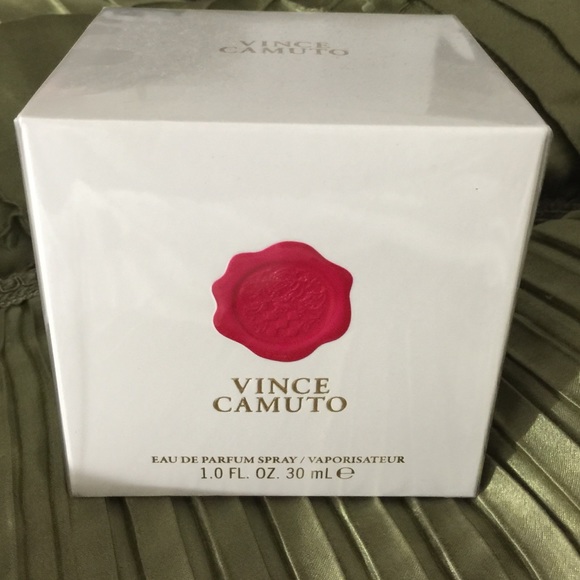 VINCE
CAMUTO
VINCE
CAMUTO
EAU DE PARFUM SPRAY / VAPORISATEUR
1.0 FL. OZ. 30 mL ℮